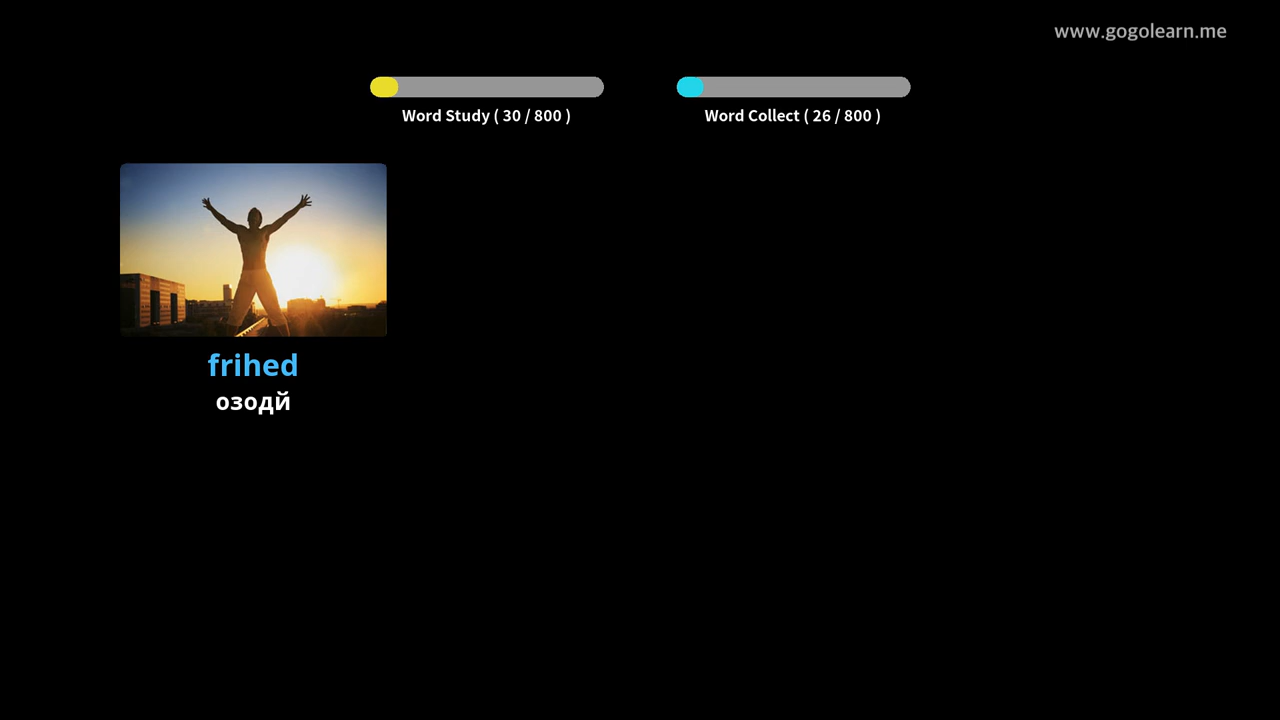 www.gogolearn.me
Word Study ( 30 / 800 )
Word Collect ( 26 / 800 )
frihed
озодй